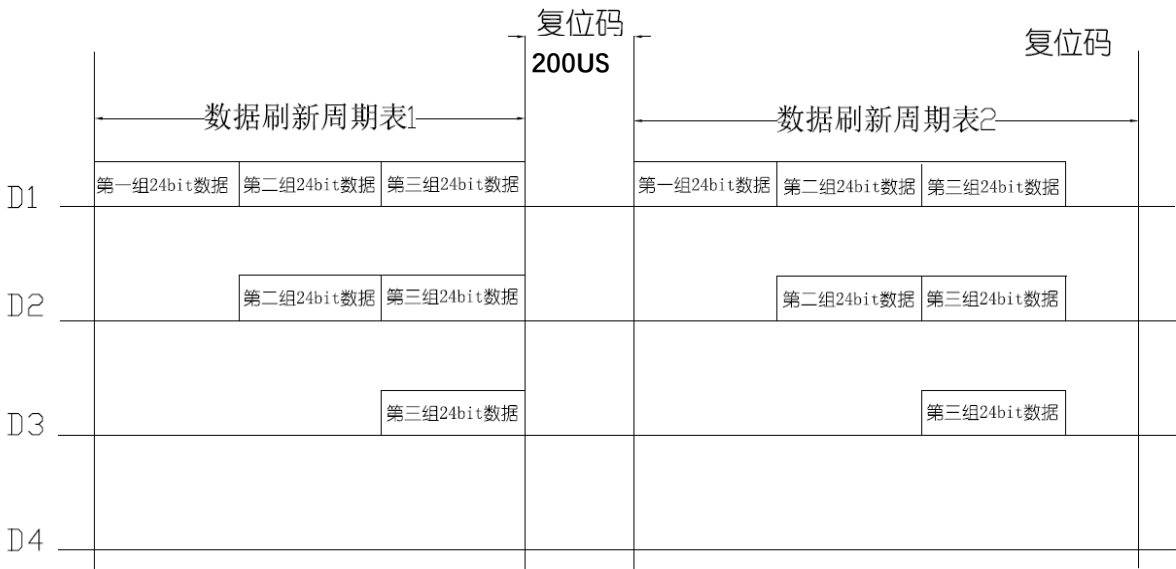 复位码
200US
复位码
数据刷新周期表1
数据刷新周期表2
D1
第一组24bit数据 第二组24bit数据 第三组24bit数据
第一组24bit数据 第二组24bit数据 第三组24bit数据
D2
第二组24bit数据 第三组24bit数据
第二组24bit数据 第三组24bit数据
D3
第三组24bit数据
第三组24bit数据
D4